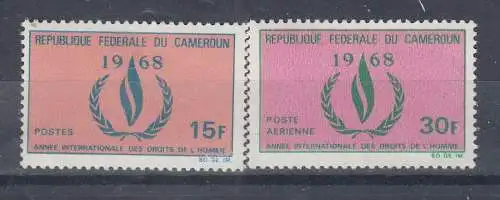 REPUBLIQUE FEDERALE DU CAMEROUN
1968
POSTES
15F
ANNEE INTERNATIONALE DES DROITS DE L'HOMME
REPUBLIQUE FEDERALE DU CAMEROUN
1968
POSTE
AERIENNE
30F
ANNEE INTERNATIONALE DES DROITS DE L'HOMME